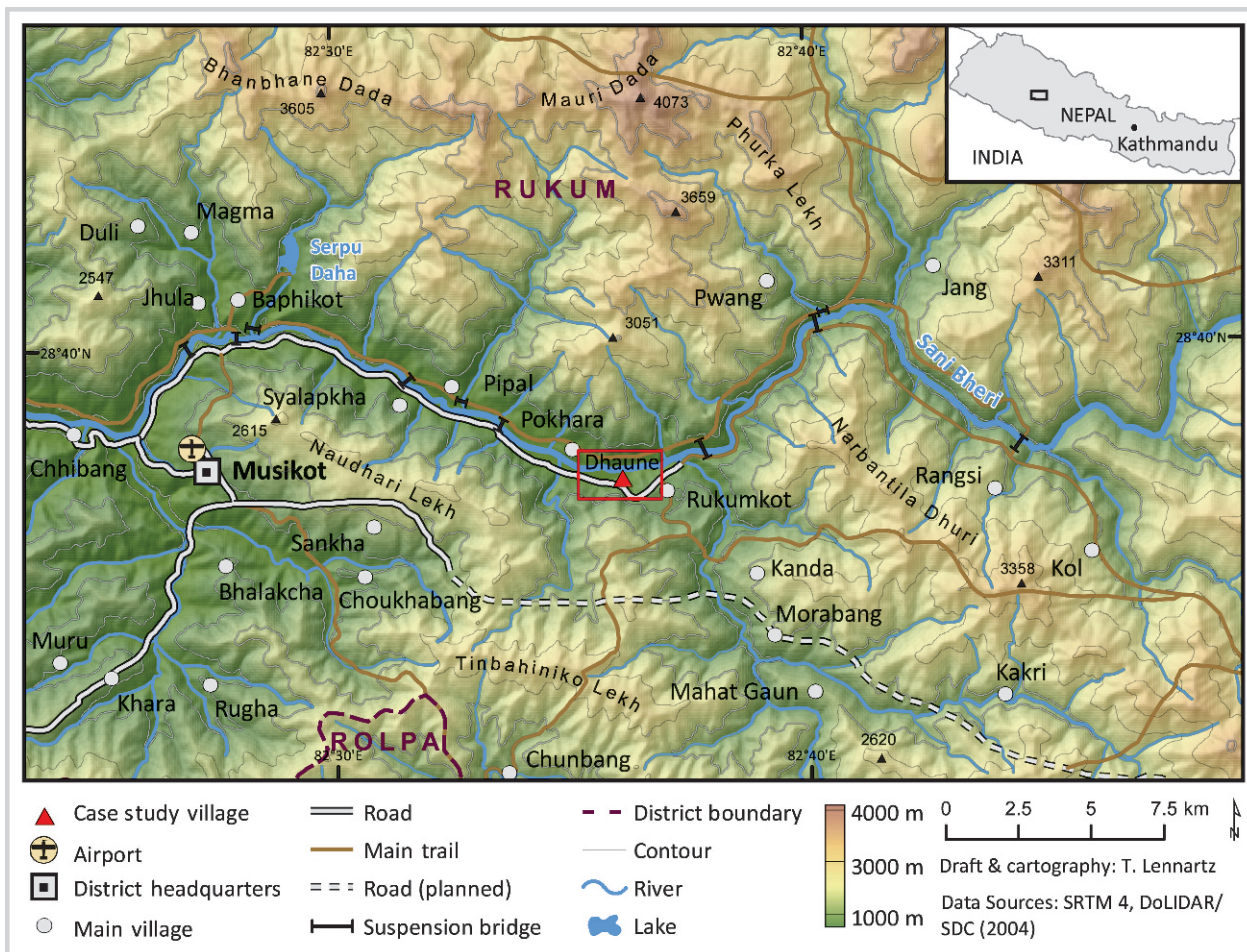 82°30'E
82°40'E
Bhanbhane Dada
3605
Mauri Dada
4073
Phurka Lekh
NEPAL
Kathmandu
INDIA
RUKUM
3659
Magma
Duli
Serpu
Daha
2547
Jhula
Baphikot
Pwang
Jang
3311
3051
28°40'N
28°40'N
Sani Bheri
Pipal
Syalapkha
2615
Pokhara
Naudhari Lekh
Narbantila Dhuri
Chhibang
Musikot
Dhaune
Rukumkot
Rangsi
Sankha
Bhalakcha
Choukhabang
Kanda
3358
Kol
Morabang
Muru
Tinbahiniko Lekh
Khara
Rugha
Mahat Gaun
Kakri
ROLPA
82°30'E
Chunbang
82°40'E
2620
Case study village
Airport
District headquarters
Main village
Road
Main trail
Road (planned)
Suspension bridge
District boundary
Contour
River
Lake
4000 m
3000 m
1000 m
0 2.5 5 7.5 km
N
Draft & cartography: T. Lennartz
Data Sources: SRTM 4, DoLIDAR/
SDC (2004)